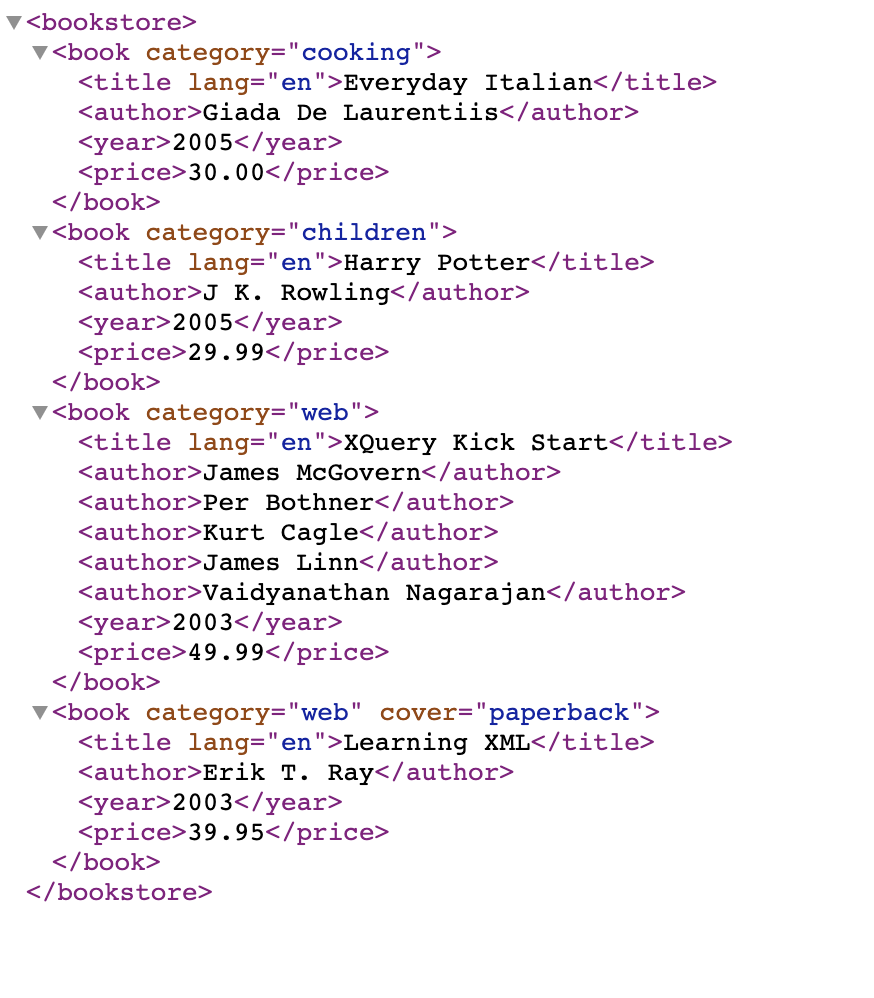 <bookstore>
<book category="cooking">
<title lang="en">Everyday Italian</title>
<author>Giada De Laurentiis</author>
<year>2005</year>
<price>30.00</price>
</book>
<book category="children">
<title lang="en">Harry Potter</title>
<author>J K. Rowling</author>
<year>2005</year>
<price>29.99</price>
</book>
<book category="web">
<title lang="en">XQuery Kick Start</title>
<author>James McGovern</author>
<author>Per Bothner</author>
<author>Kurt Cagle</author>
<author>James Linn</author>
<author>Vaidyanathan Nagarajan</author>
<year>2003</year>
<price>49.99</price>
</book>
<book category="web" cover="paperback">
<title lang="en">Learning XML</title>
<author>Erik T. Ray</author>
<year>2003</year>
<price>39.95</price>
</book>
</bookstore>